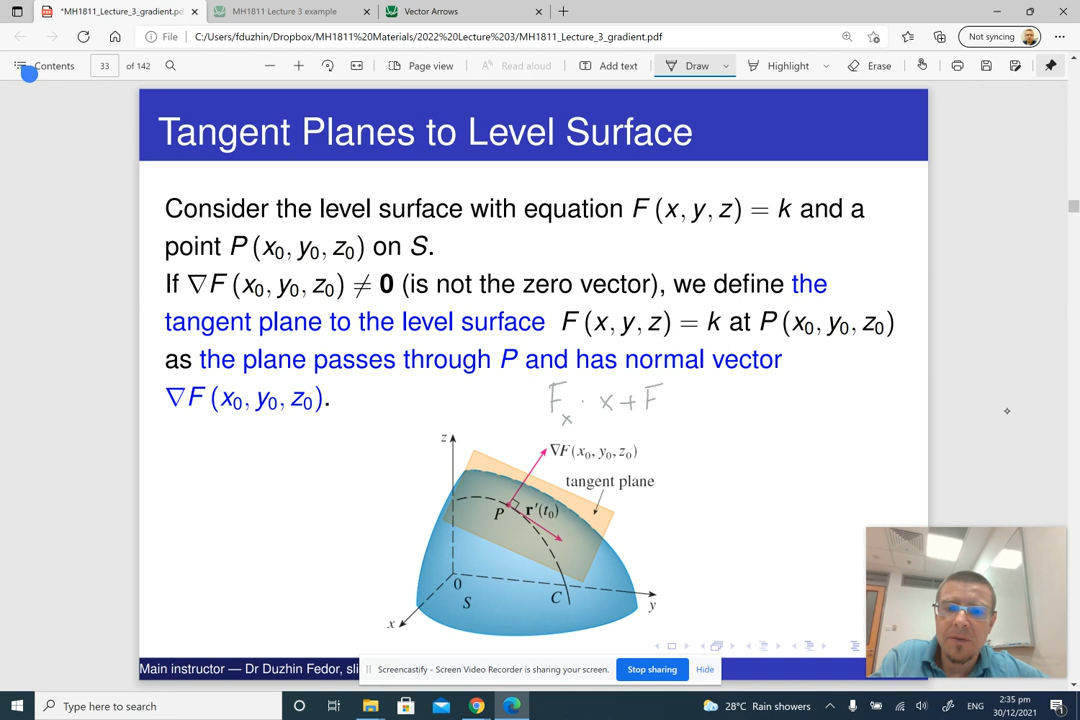 *MH1811_Lecture_3_gradient.pd
MH1811 Lecture 3 example
Vector Arrows
File
C:/Users/fduzhin/Dropbox/MH1811%20Materials/2022%20Lecture%203/MH1811_Lecture_3_gradient.pdf
Not syncing
Contents
33
of 142
Page view
Read aloud
Add text
Draw
Highlight
Erase
Tangent Planes to Level Surface
Consider the level surface with equation F (x, y, z) = k and a
point P (x₀, y₀, z₀) on S.
If ∇F (x₀, y₀, z₀) ≠ 0 (is not the zero vector), we define the
tangent plane to the level surface F (x, y, z) = k at P (x₀, y₀, z₀)
as the plane passes through P and has normal vector
∇F (x₀, y₀, z₀).
Fₓ · x + F
z
∇F(x₀, y₀, z₀)
tangent plane
P
r′(t₀)
0
S
C
x
y
Main instructor — Dr Duzhin Fedor, sli
Screencastify - Screen Video Recorder is sharing your screen.
Stop sharing
Hide
Type here to search
28°C Rain showers
ENG
2:35 pm
30/12/2021
1